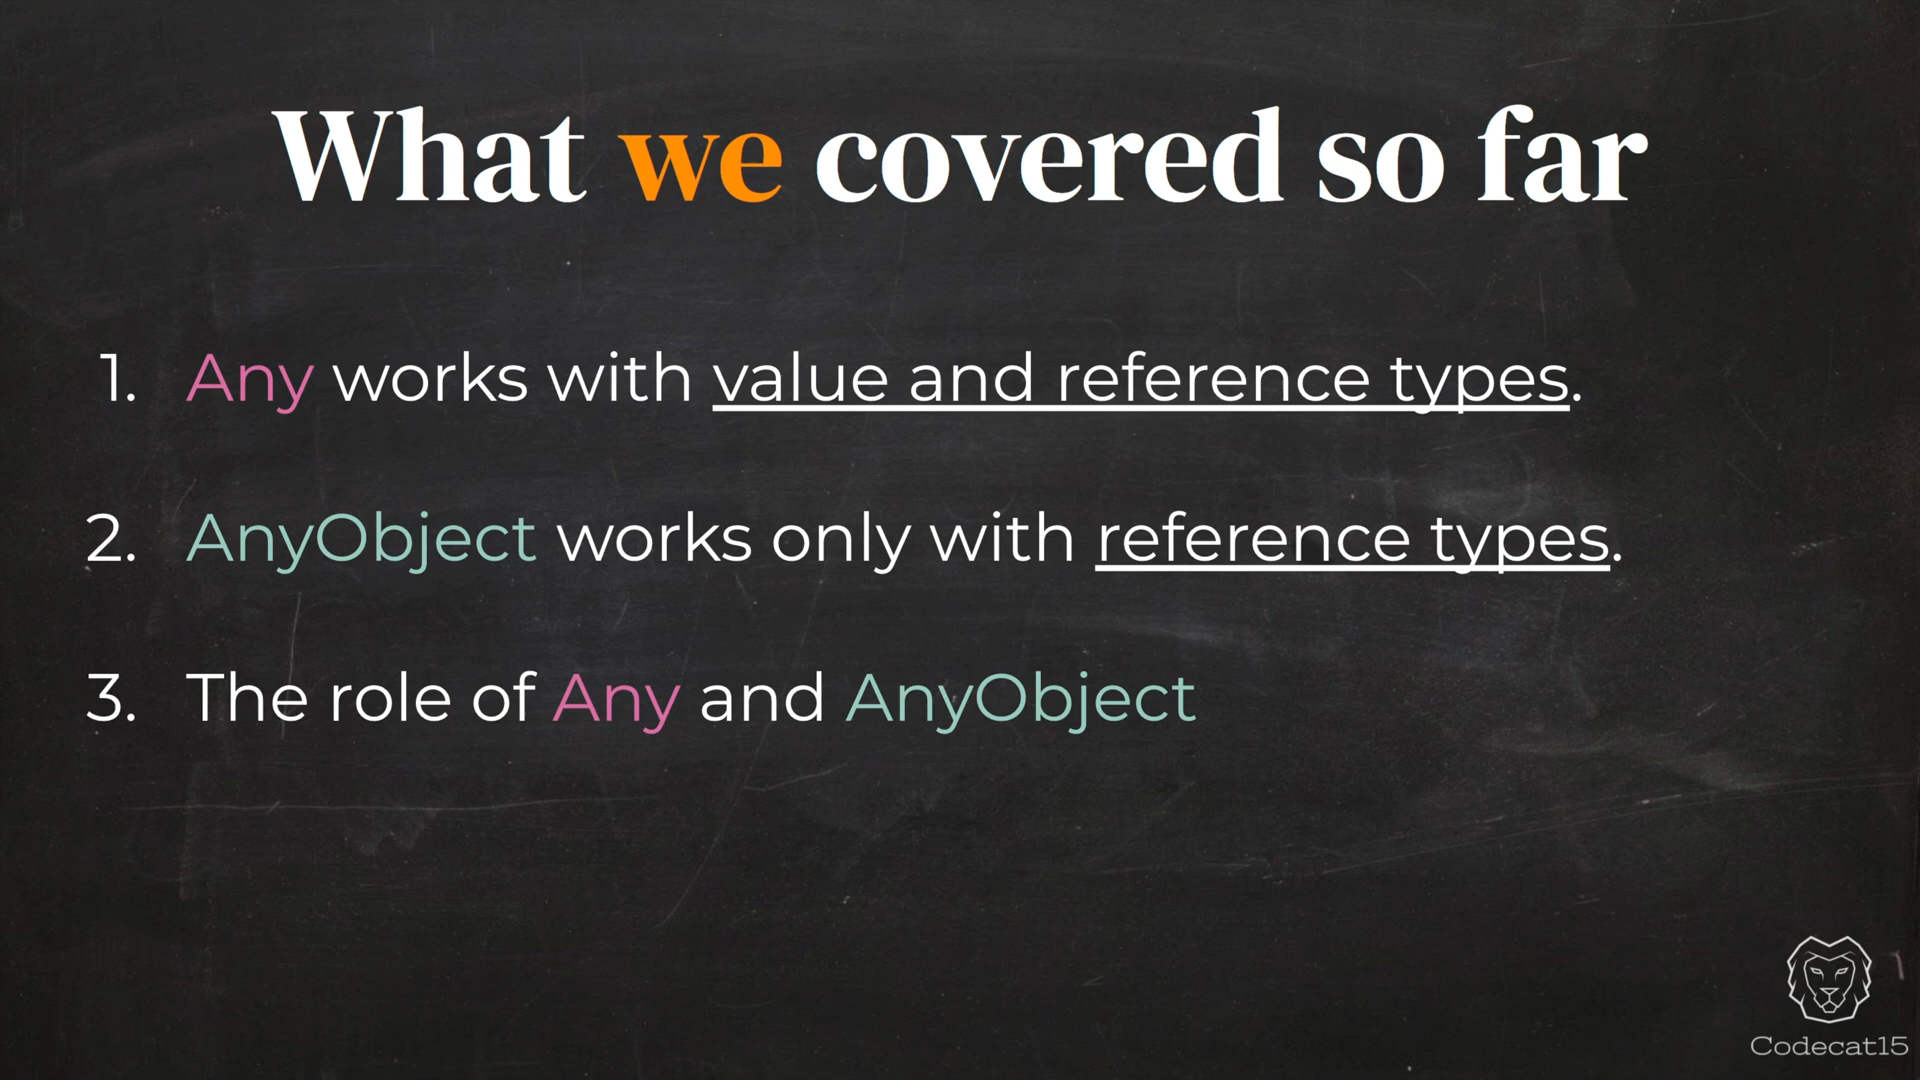 What we covered so far
1. Any works with value and reference types.
2. AnyObject works only with reference types.
3. The role of Any and AnyObject
Codecat15